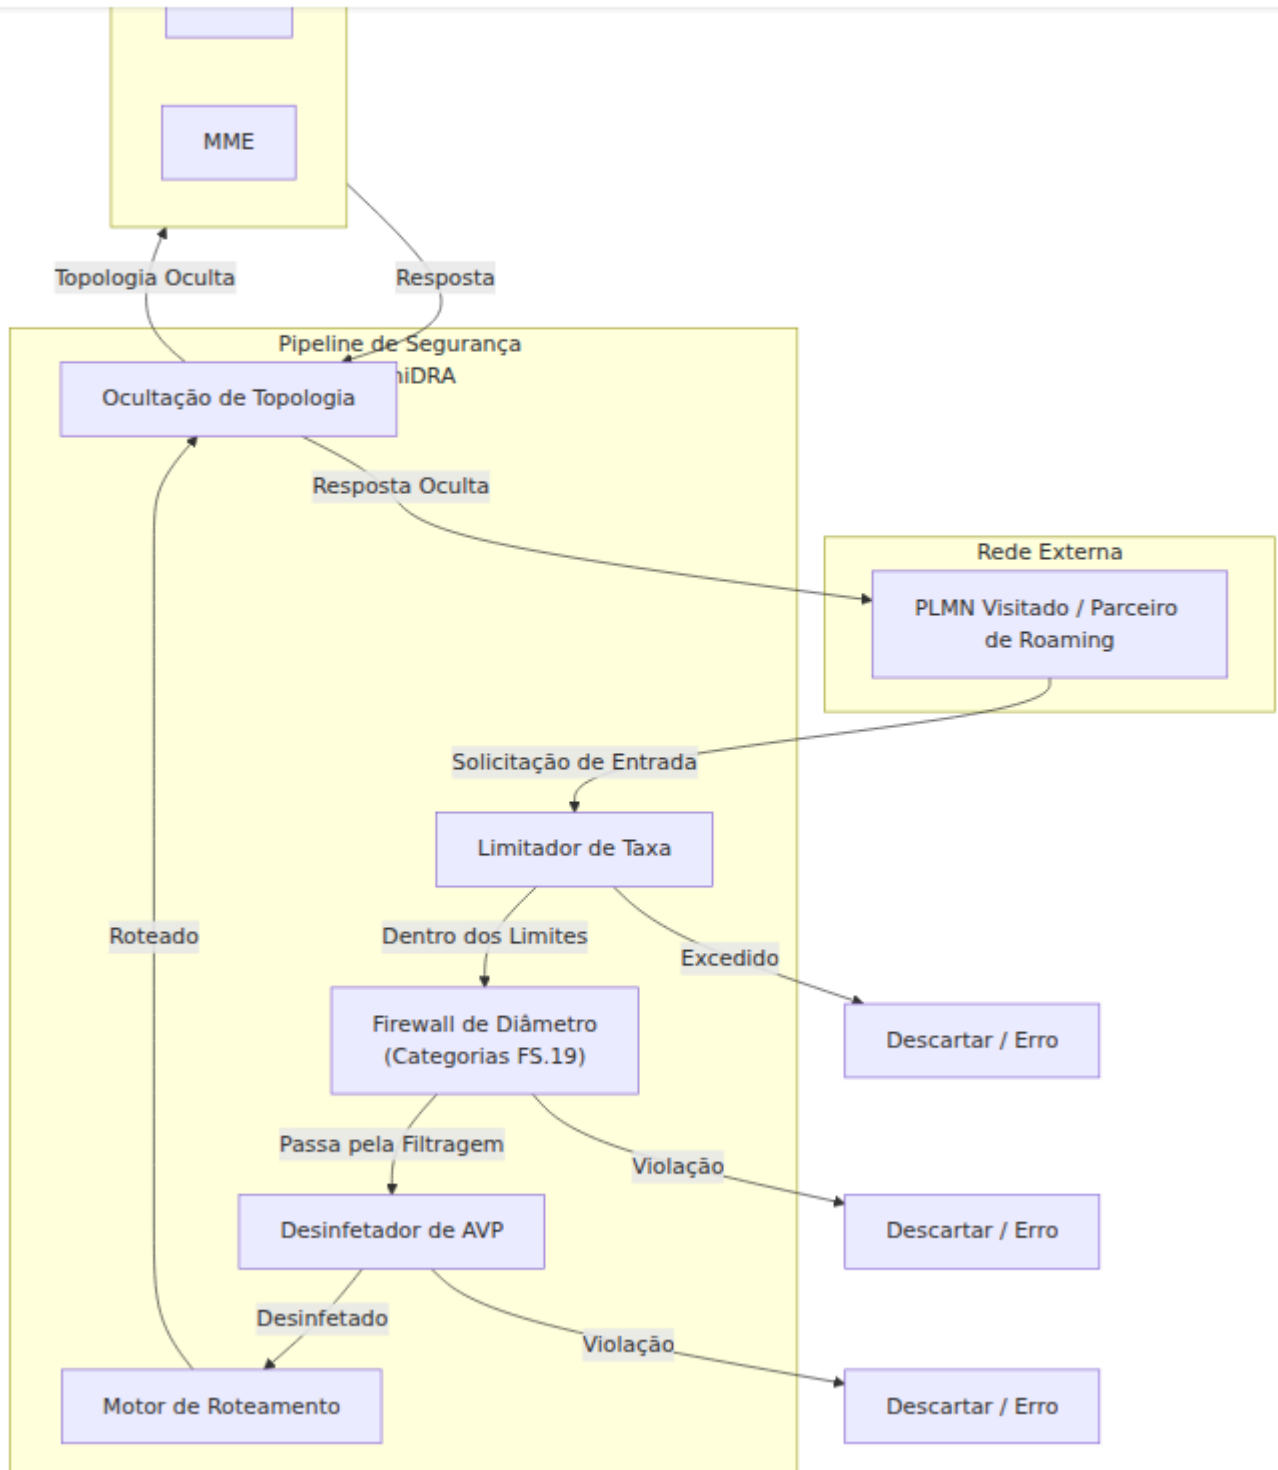 MME
Topologia Oculta
Resposta
Pipeline de Segurança
Ocultação de Topologia
Resposta Oculta
Rede Externa
PLMN Visitado / Parceiro
de Roaming
Solicitação de Entrada
Limitador de Taxa
Roteado
Dentro dos Limites
Excedido
Firewall de Diâmetro
(Categorias FS.19)
Descartar / Erro
Passa pela Filtragem
Violação
Desinfetador de AVP
Descartar / Erro
Desinfetado
Violação
Motor de Roteamento
Descartar / Erro